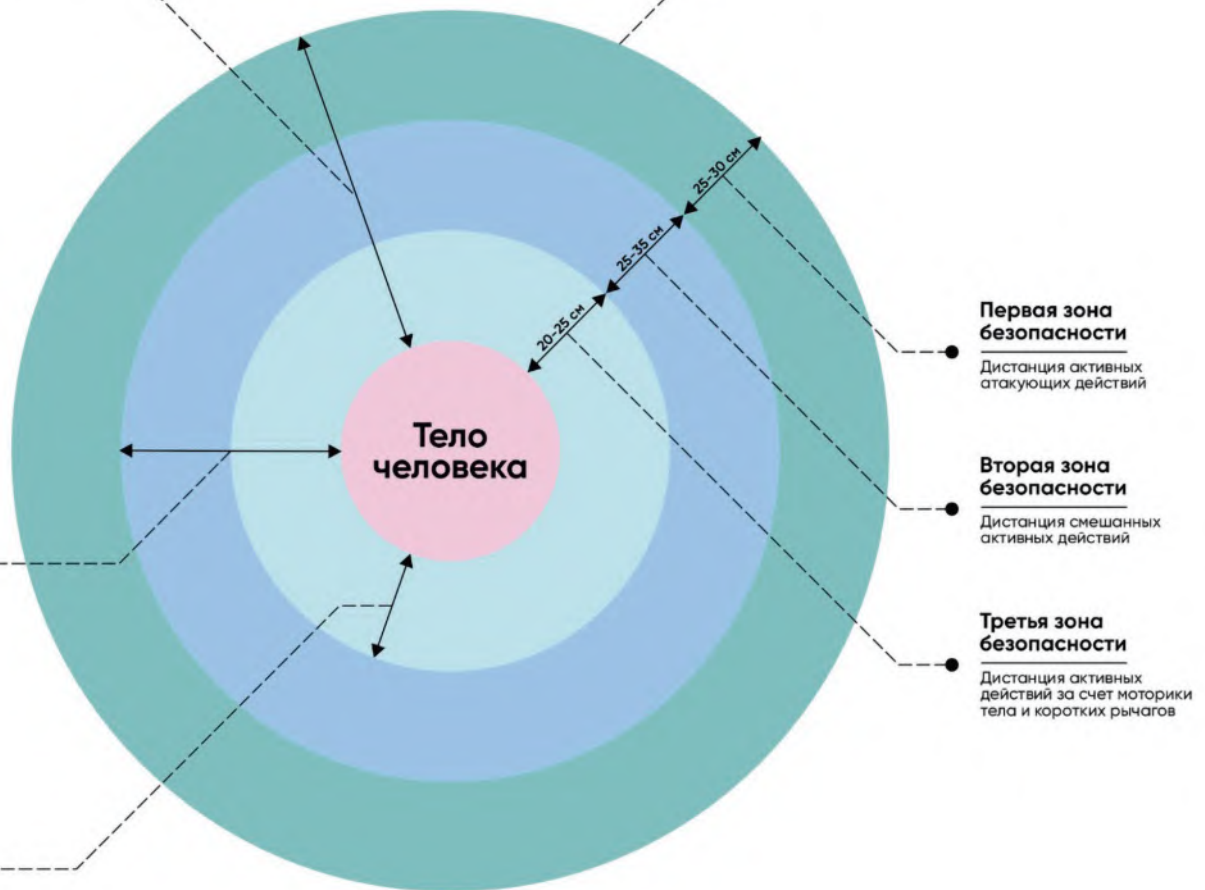 25-30 см
25-35 см
20-25 см
Тело
человека
Первая зона
безопасности
Дистанция активных
атакующих действий
Вторая зона
безопасности
Дистанция смешанных
активных действий
Третья зона
безопасности
Дистанция активных
действий за счет моторики
тела и коротких рычагов